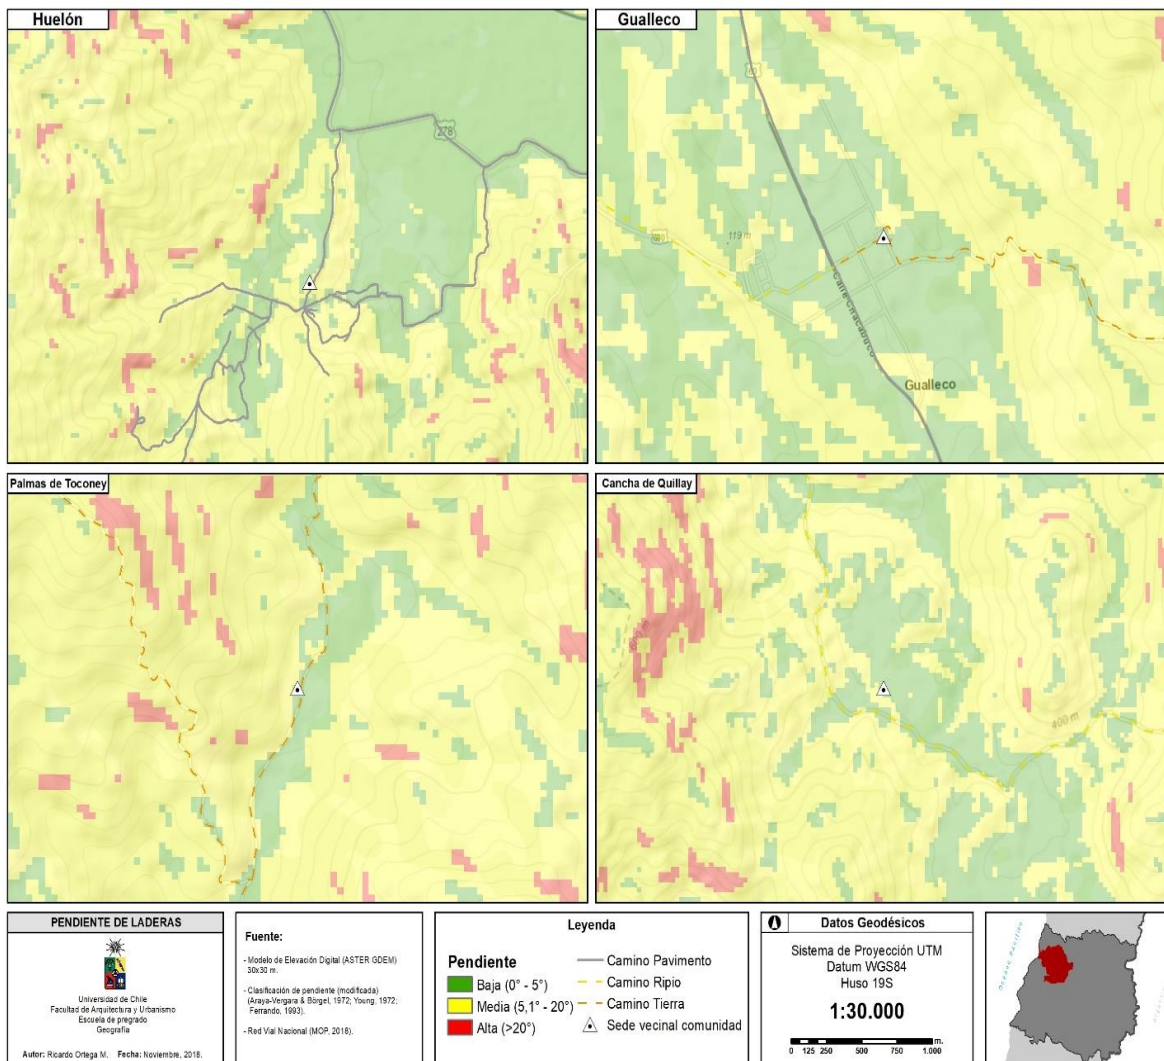 Huelón
278
Gualleco
119 m
Calle Chacabuco
Gualleco
Palmas de Toconey
Cancha de Quillay
600 m
400 m
PENDIENTE DE LADERAS
Universidad de Chile
Facultad de Arquitectura y Urbanismo
Escuela de pregrado
Geografía
Autor: Ricardo Ortega M. Fecha: Noviembre, 2018.
Fuente:
- Modelo de Elevación Digital (ASTER GDEM)
30x30 m.
- Clasificación de pendiente (modificada)
(Araya-Vergara & Börgel, 1972; Young, 1972;
Ferrando, 1993).
- Red Vial Nacional (MOP, 2018).
Leyenda
Pendiente
Baja (0° - 5°)
Media (5,1° - 20°)
Alta (>20°)
Camino Pavimento
Camino Ripio
Camino Tierra
Sede vecinal comunidad
Datos Geodésicos
Sistema de Proyección UTM
Datum WGS84
Huso 19S
1:30.000
0 125 250 500 750 1.000 m.
Océano Pacífico